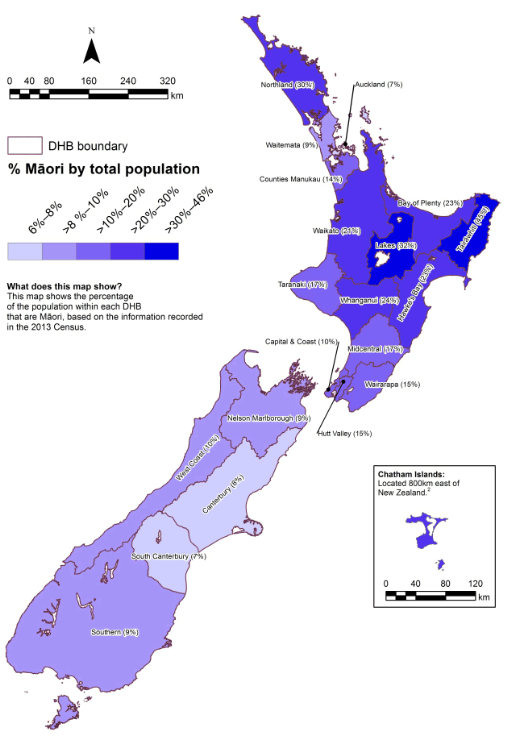 N
0 40 80 160 240 320
km
DHB boundary
% Māori by total population
6%–8%
>8 %–10%
>10%–20%
>20%–30%
>30%–46%
What does this map show?
This map shows the percentage
of the population within each DHB
that are Māori, based on the information recorded
in the 2013 Census.
Northland (30%)
Auckland (7%)
Waitemata (9%)
Counties Manukau (14%)
Bay of Plenty (23%)
Waikato (21%)
Lakes (32%)
Tairawhiti
Taranaki (17%)
Whanganui (24%)
Hawke's Bay (23%)
Capital & Coast (10%)
Midcentral (17%)
Wairarapa (15%)
Hutt Valley (15%)
Nelson Marlborough (9%)
West Coast (10%)
Canterbury (8%)
South Canterbury (7%)
Southern (9%)
Chatham Islands:
Located 800km east of
New Zealand.2
0 40 80 120
km